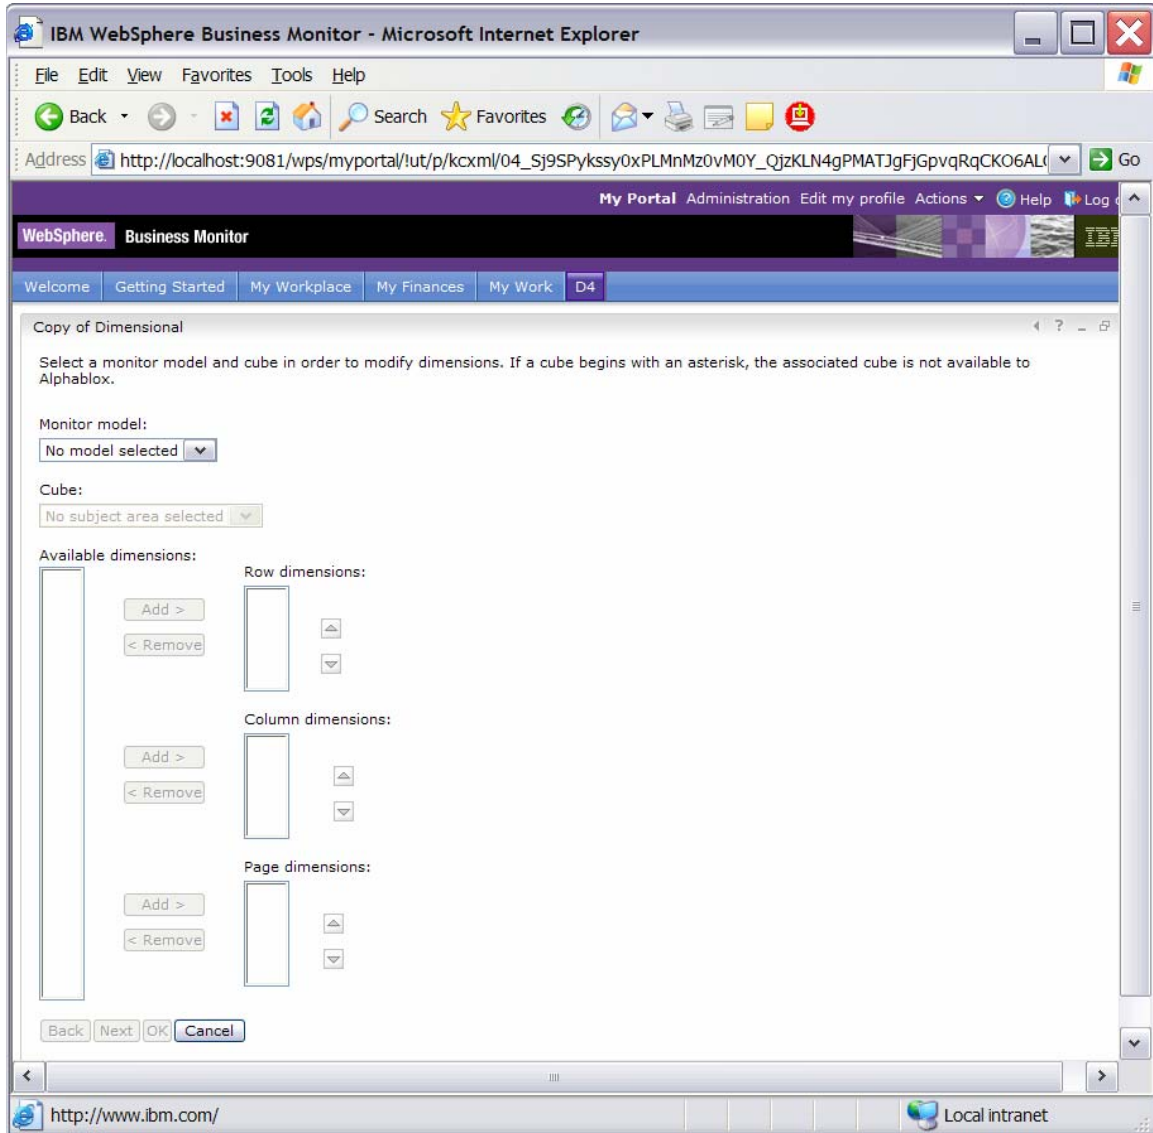 IBM WebSphere Business Monitor - Microsoft Internet Explorer
File Edit View Favorites Tools Help
Back Search Favorites
Address http://localhost:9081/wps/myportal/!ut/p/kcxml/04_Sj9SPykssy0xPLMnMz0vM0Y_QjzKLN4gPMATJgFjGpvqRqCKO6AL Go
My Portal Administration Edit my profile Actions Help Log
WebSphere. Business Monitor IBM
Welcome Getting Started My Workplace My Finances My Work D4
Copy of Dimensional ?
Select a monitor model and cube in order to modify dimensions. If a cube begins with an asterisk, the associated cube is not available to
Alphablox.
Monitor model:
No model selected
Cube:
No subject area selected
Available dimensions:
Row dimensions:
Add >
< Remove
Column dimensions:
Add >
< Remove
Page dimensions:
Add >
< Remove
Back Next OK Cancel
http://www.ibm.com/ Local intranet